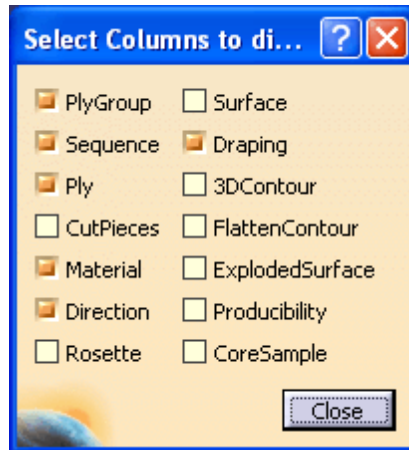 Select Columns to di... ?
PlyGroup Surface
Sequence Draping
Ply 3DContour
CutPieces FlattenContour
Material ExplodedSurface
Direction Producibility
Rosette CoreSample
Close